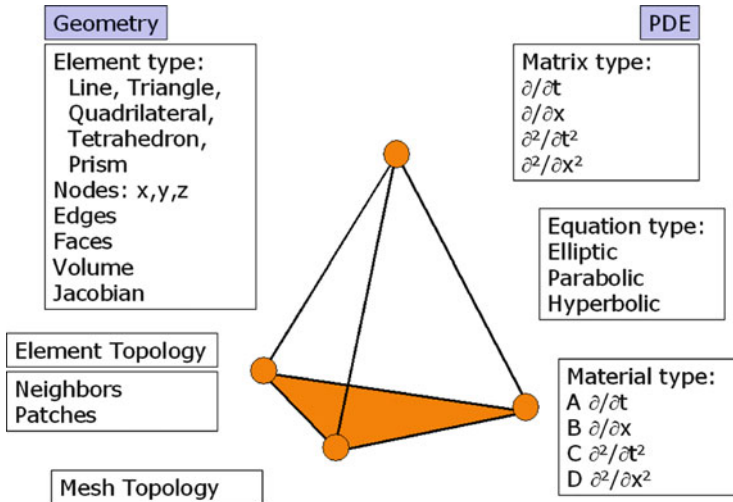 Geometry
Element type:
Line, Triangle,
Quadrilateral,
Tetrahedron,
Prism
Nodes: x,y,z
Edges
Faces
Volume
Jacobian
Element Topology
Neighbors
Patches
Mesh Topology
PDE
Matrix type:
∂/∂t
∂/∂x
∂²/∂t²
∂²/∂x²
Equation type:
Elliptic
Parabolic
Hyperbolic
Material type:
A ∂/∂t
B ∂/∂x
C ∂²/∂t²
D ∂²/∂x²